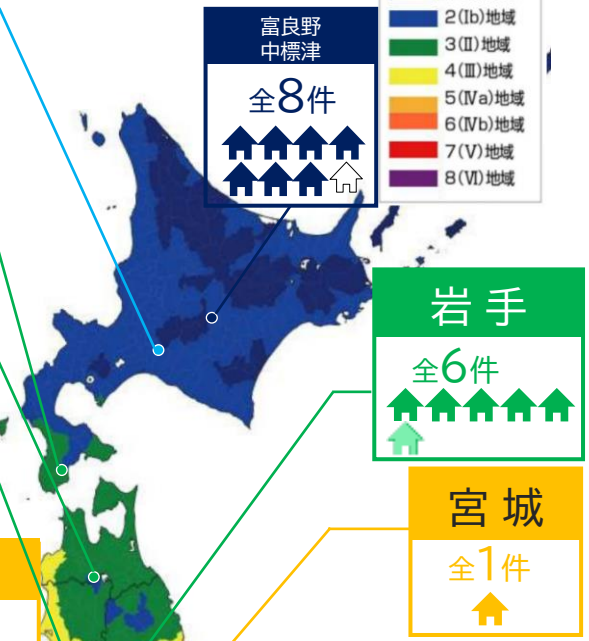 富良野
中標津
全8件
2(Ⅰb)地域
3(Ⅱ)地域
4(Ⅲ)地域
5(Ⅳa)地域
6(Ⅳb)地域
7(Ⅴ)地域
8(Ⅵ)地域
岩手
全6件
宮城
全1件